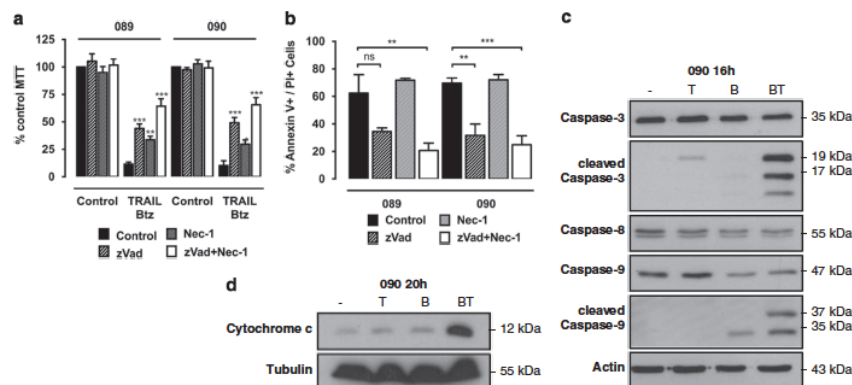 a
089 090
% control MTT
125
100
75
50
25
0
*** ** *** *** ***
Control TRAIL Btz Control TRAIL Btz
Control Nec-1
zVad zVad+Nec-1
b
% Annexin V+ / PI+ Cells
100
80
60
40
20
0
** ***
ns **
089 090
Control Nec-1
zVad zVad+Nec-1
c
090 16h
- T B BT
Caspase-3 35 kDa
cleaved Caspase-3 19 kDa
17 kDa
Caspase-8 55 kDa
Caspase-9 47 kDa
cleaved Caspase-9 37 kDa
35 kDa
Actin 43 kDa
d
090 20h
- T B BT
Cytochrome c 12 kDa
Tubulin 55 kDa